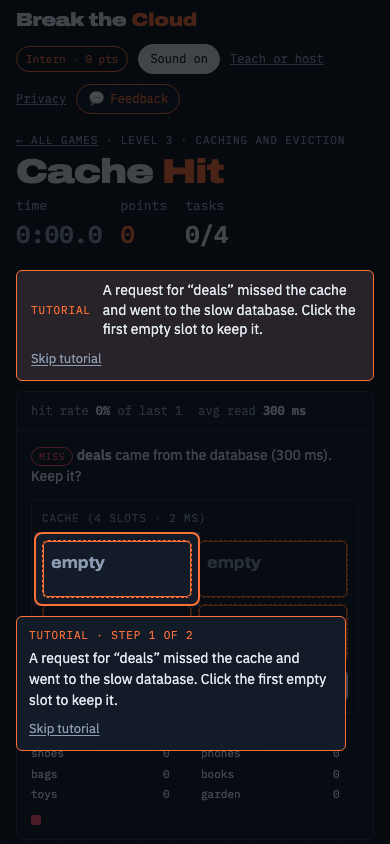 Break the Cloud
Intern · 0 pts
Sound on
Teach or host
Privacy
💬 Feedback
← ALL GAMES · LEVEL 3 · CACHING AND EVICTION
Cache Hit
time points tasks
0:00.0 0 0/4
TUTORIAL
A request for “deals” missed the cache
and went to the slow database. Click the
first empty slot to keep it.
Skip tutorial
hit rate 0% of last 1 avg read 300 ms
MISS deals came from the database (300 ms).
Keep it?
CACHE (4 SLOTS · 2 MS)
empty empty
TUTORIAL · STEP 1 OF 2
A request for “deals” missed the cache and
went to the slow database. Click the first empty
slot to keep it.
Skip tutorial
shoes 0 phones 0
bags 0 books 0
toys 0 garden 0